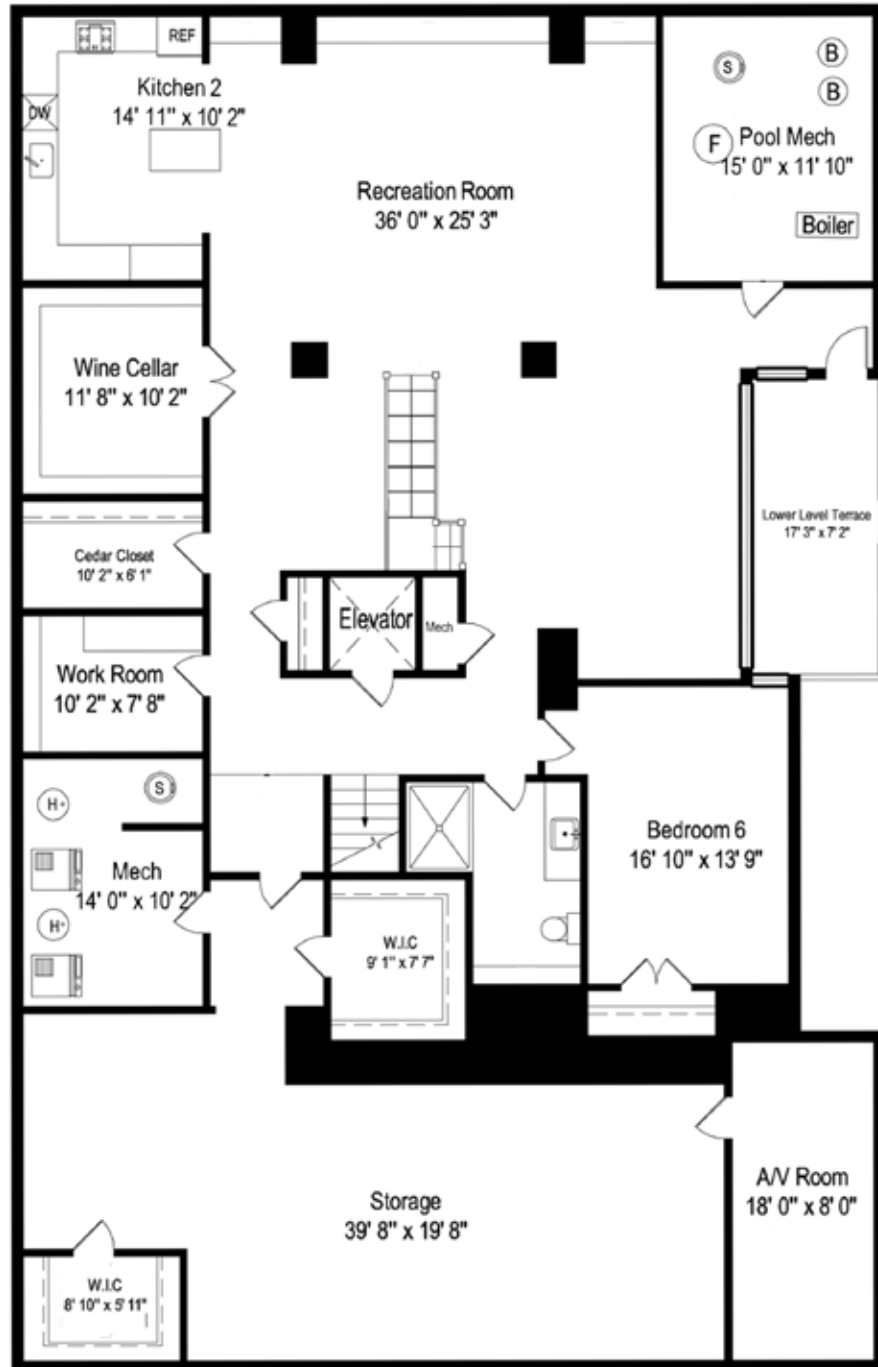 REF
Kitchen 2
14' 11" x 10' 2"
DW
S
B
B
F
Pool Mech
15' 0" x 11' 10"
Boiler
Recreation Room
36' 0" x 25' 3"
Wine Cellar
11' 8" x 10' 2"
Lower Level Terrace
17' 3" x 7' 2"
Cedar Closet
10' 2" x 6' 1"
Elevator
Mech
Work Room
10' 2" x 7' 8"
S
H
Mech
14' 0" x 10' 2"
H
Bedroom 6
16' 10" x 13' 9"
W.I.C
9' 1" x 7' 7"
Storage
39' 8" x 19' 8"
A/V Room
18' 0" x 8' 0"
W.I.C
8' 10" x 5' 11"